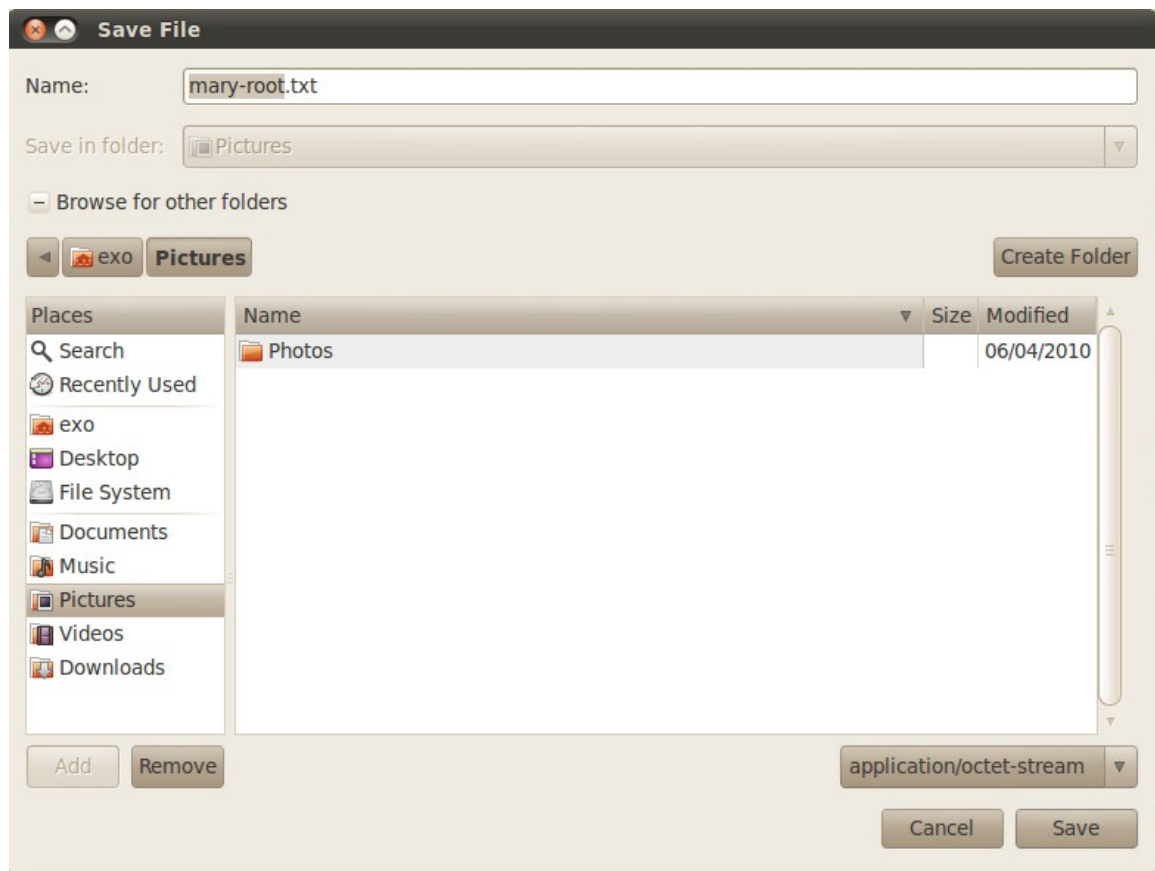 Save File
Name: mary-root.txt
Save in folder: Pictures
Browse for other folders
exo Pictures Create Folder
Places Name Size Modified
Search Photos 06/04/2010
Recently Used
exo
Desktop
File System
Documents
Music
Pictures
Videos
Downloads
Add Remove application/octet-stream
Cancel Save